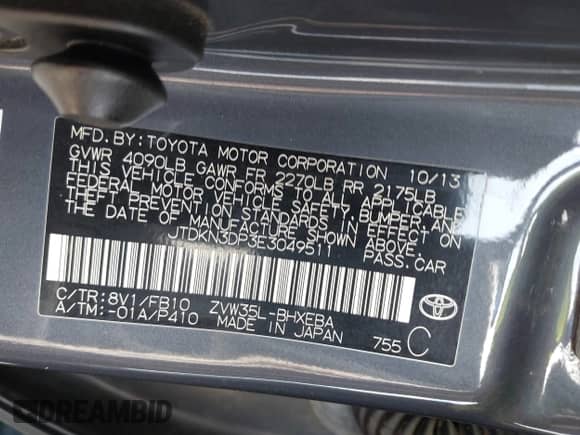 MFD. BY: TOYOTA MOTOR CORPORATION 10/13
GVWR 4090LB GAWR FR 2270LB RR 2175LB
THIS VEHICLE CONFORMS TO ALL APPLICABLE
FEDERAL MOTOR VEHICLE SAFETY, BUMPER AND
THEFT PREVENTION STANDARDS IN EFFECT ON
THE DATE OF MANUFACTURE SHOWN ABOVE.
JTDKN3DP3E3049511 PASS. CAR
C/TR: 8V1/FB10 ZVW35L-BHXEBA
A/TM: -01A/P410 MADE IN JAPAN
755 C
DREAMBID